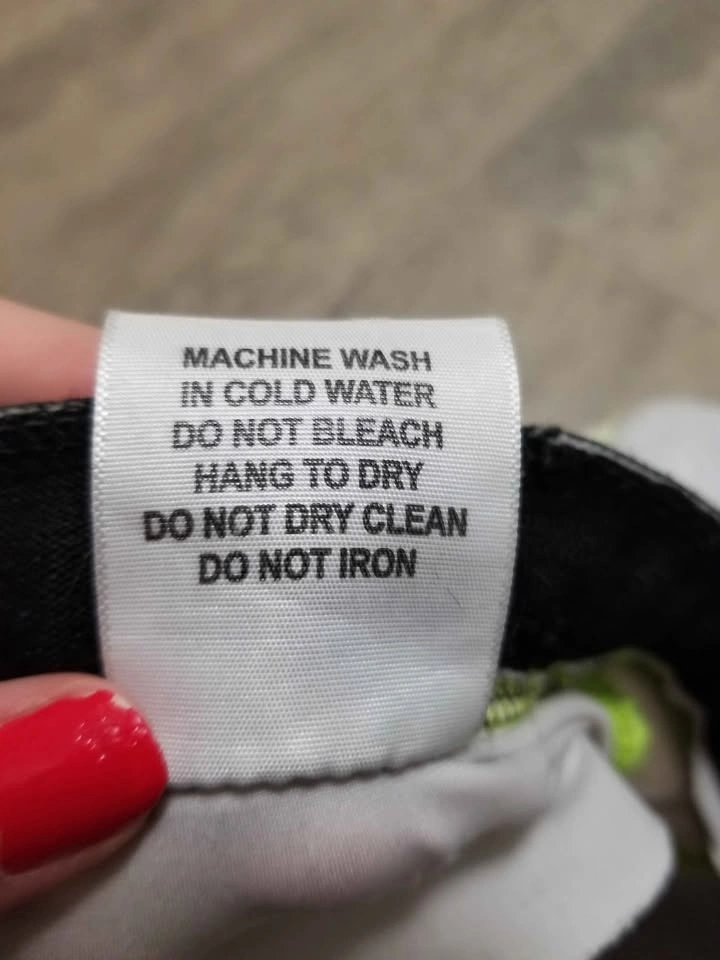 MACHINE WASH
IN COLD WATER
DO NOT BLEACH
HANG TO DRY
DO NOT DRY CLEAN
DO NOT IRON